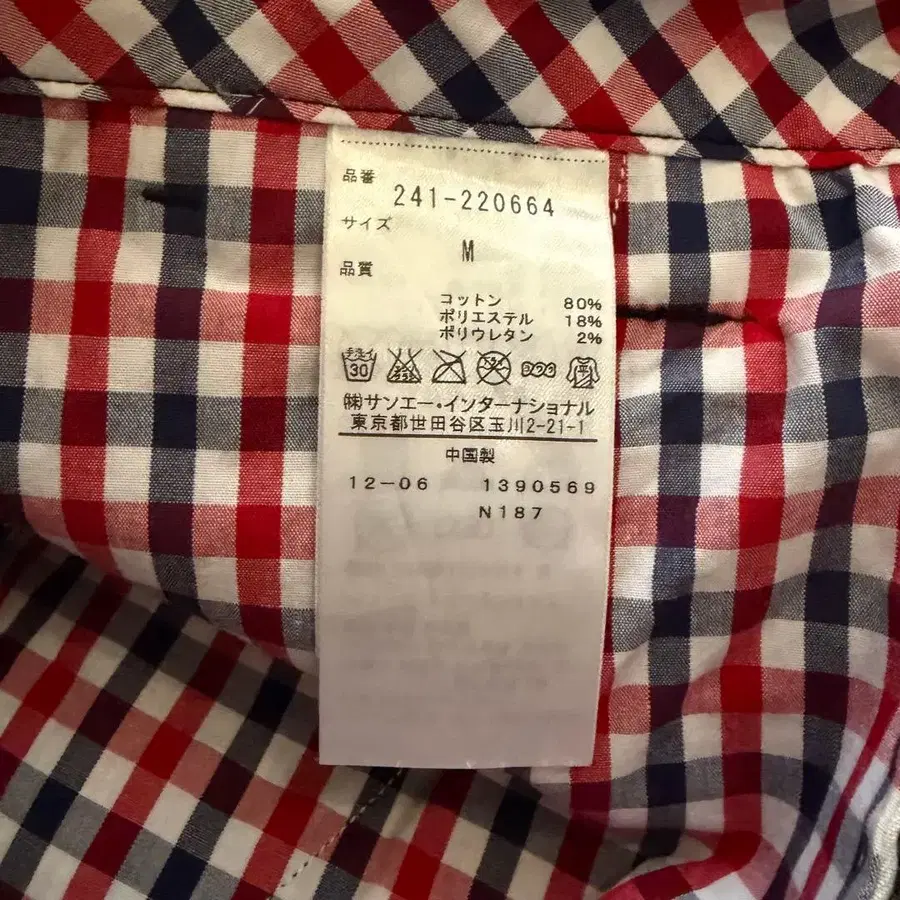 品番
241-220664
サイズ
M
品質
コットン 80%
ポリエステル 18%
ポリウレタン 2%
手洗イ 30
㈱サンエー・インターナショナル
東京都世田谷区玉川2-21-1
中国製
12-06 1390569
N187